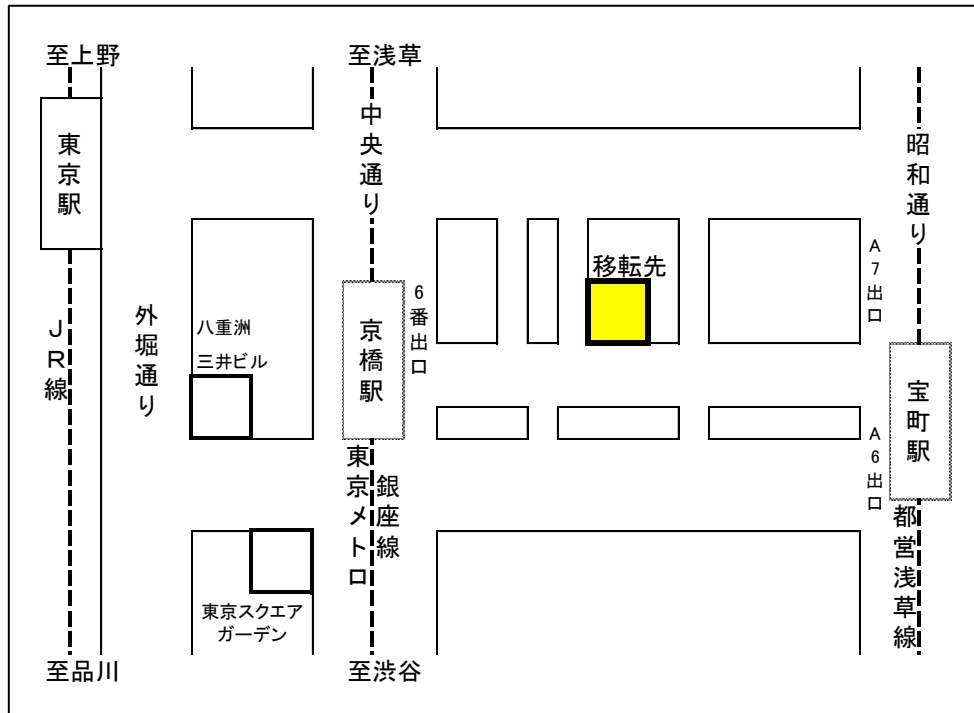 至上野
至浅草
東京駅
中央通り
昭和通り
移転先
A7出口
6番出口
外堀通り
JR線
八重洲
三井ビル
京橋駅
宝町駅
A6出口
東京メトロ
銀座線
都営浅草線
東京スクエア
ガーデン
至品川
至渋谷